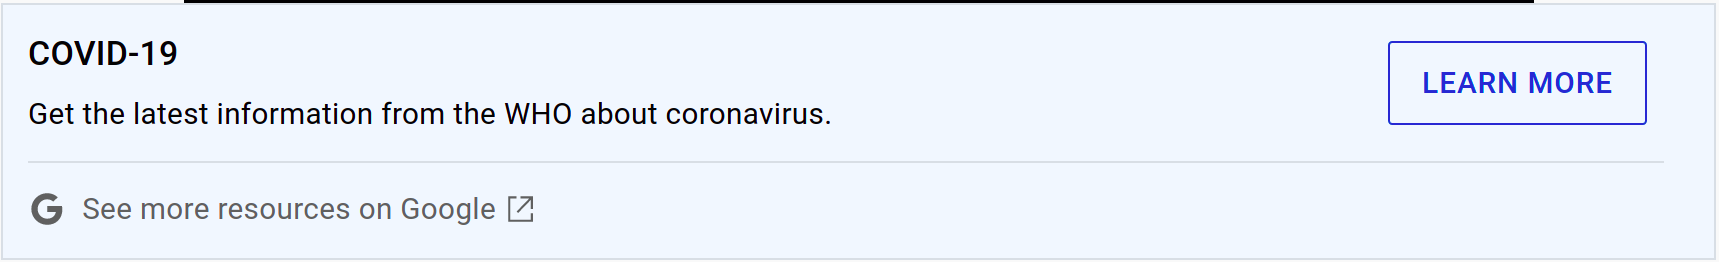 COVID-19
Get the latest information from the WHO about coronavirus.
LEARN MORE
See more resources on Google